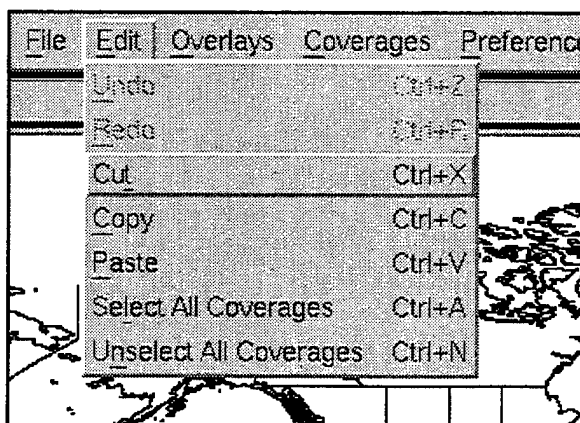 File Edit Overlays Coverages Preferenc
Undo Ctrl+Z
Redo Ctrl+R
Cut Ctrl+X
Copy Ctrl+C
Paste Ctrl+V
Select All Coverages Ctrl+A
Unselect All Coverages Ctrl+N